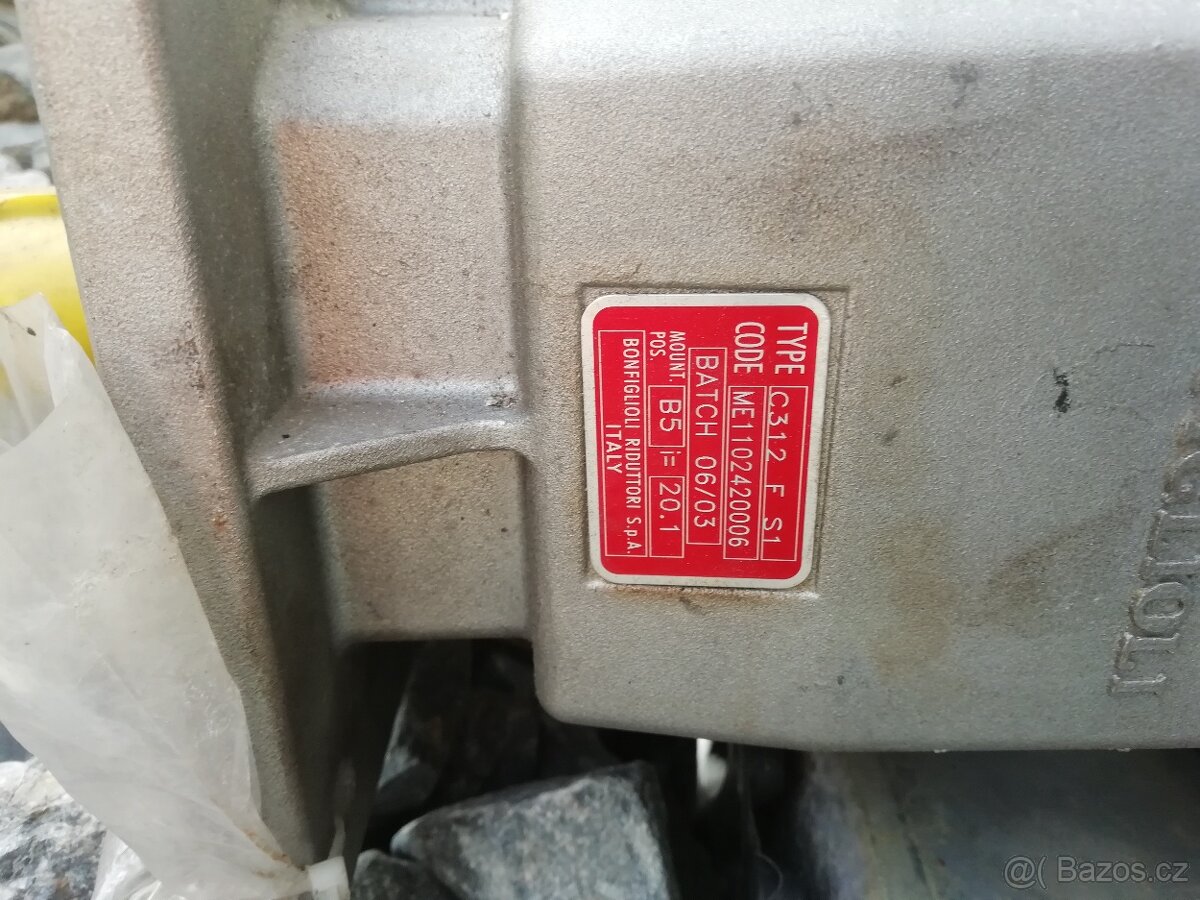 TYPE C312 F S1
CODE ME1102420006
BATCH 06/03
MOUNT. POS. B5 i= 20.1
BONFIGLIOLI RIDUTTORI S.p.A.
ITALY
Bazos.cz